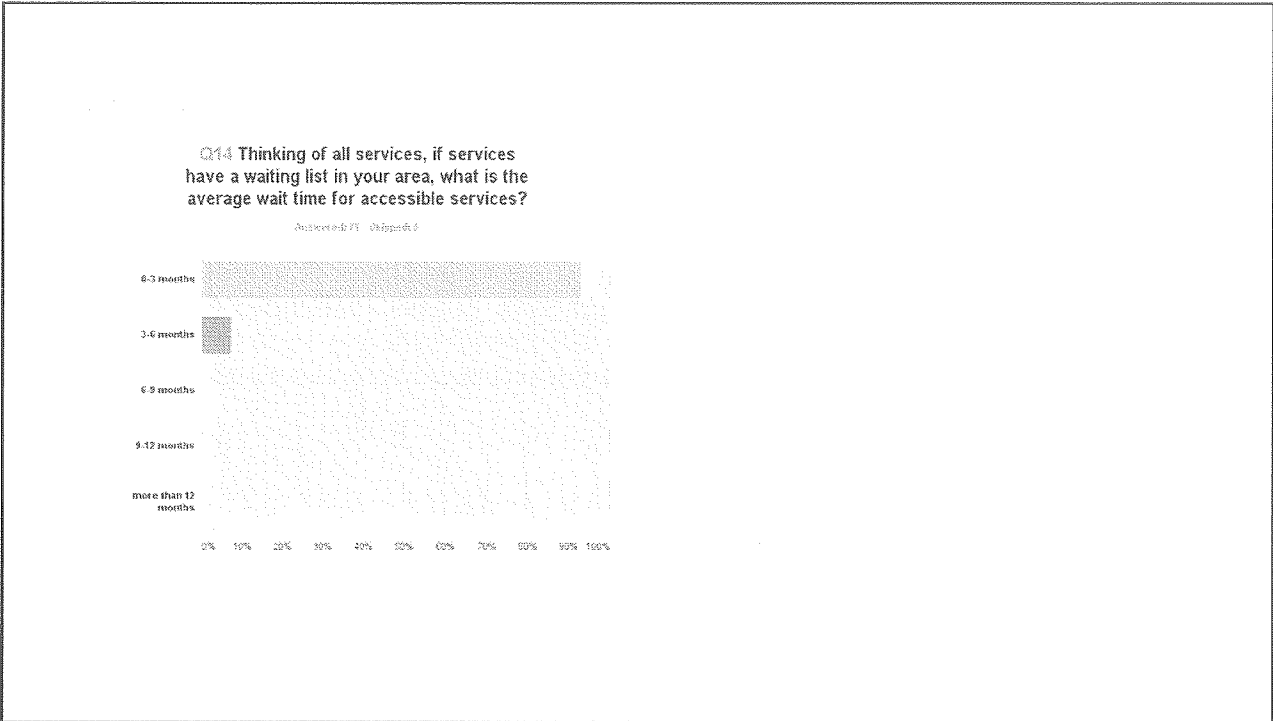 Q14 Thinking of all services, if services
have a waiting list in your area, what is the
average wait time for accessible services?
0-3 months
3-6 months
6-9 months
9-12 months
more than 12
months
0% 10% 20% 30% 40% 50% 60% 70% 80% 90% 100%